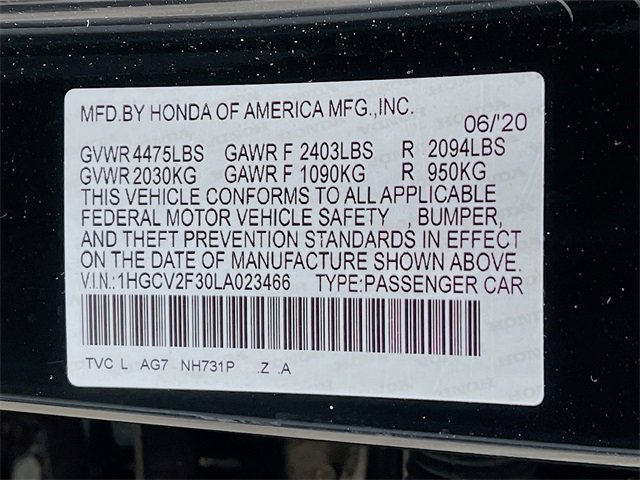 MFD.BY HONDA OF AMERICA MFG.,INC.
06/'20
GVWR 4475LBS GAWR F 2403LBS R 2094LBS
GVWR 2030KG GAWR F 1090KG R 950KG
THIS VEHICLE CONFORMS TO ALL APPLICABLE
FEDERAL MOTOR VEHICLE SAFETY , BUMPER,
AND THEFT PREVENTION STANDARDS IN EFFECT
ON THE DATE OF MANUFACTURE SHOWN ABOVE.
V.I.N.:1HGCV2F30LA023466 TYPE:PASSENGER CAR
TVC L AG7 NH731P .Z .A